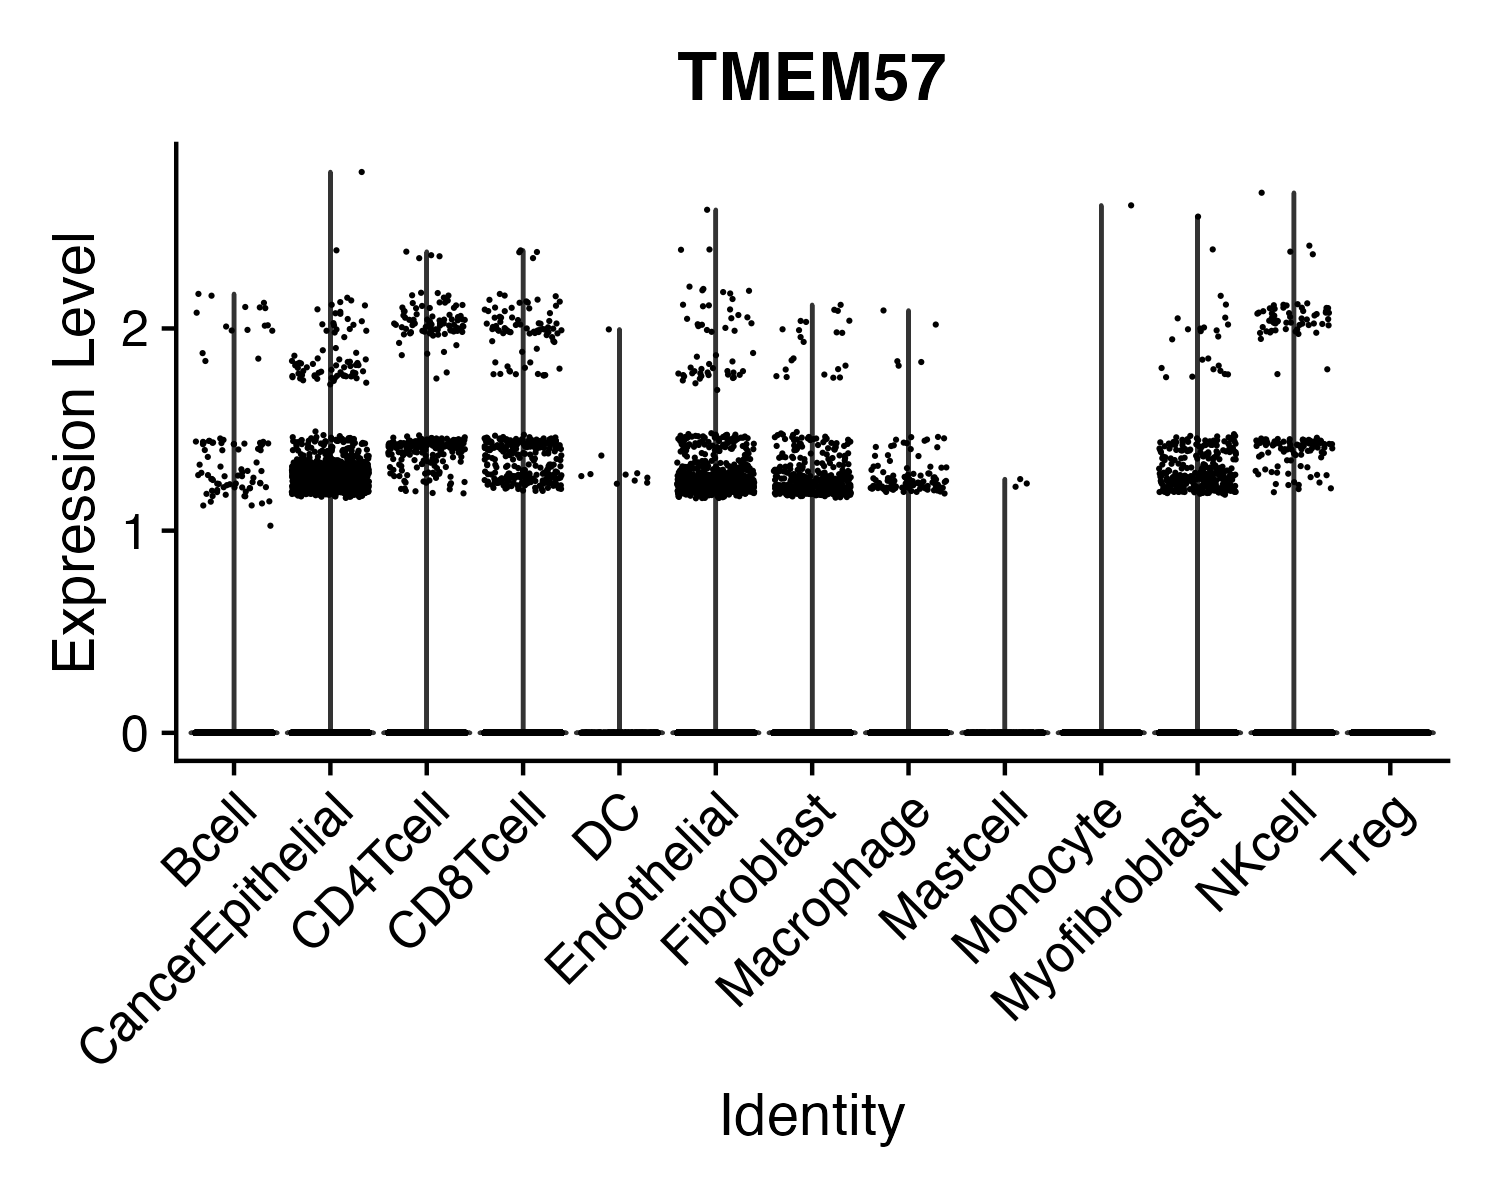 TMEM57
Expression Level
2
1
0
Bcell
CancerEpithelial
CD4Tcell
CD8Tcell
DC
Endothelial
Fibroblast
Macrophage
Mastcell
Monocyte
Myofibroblast
NKcell
Treg
Identity